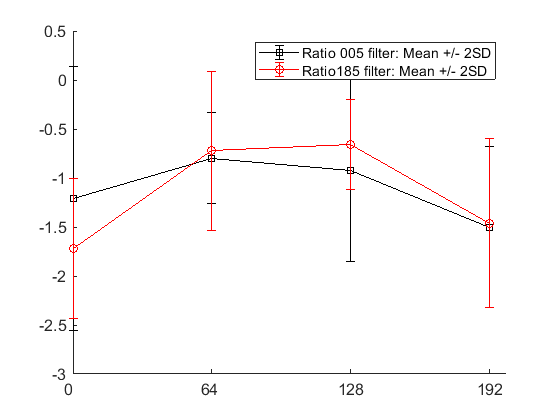 0.5
Ratio 005 filter: Mean +/- 2SD
Ratio185 filter: Mean +/- 2SD
0
-0.5
-1
-1.5
-2
-2.5
-3
0 64 128 192